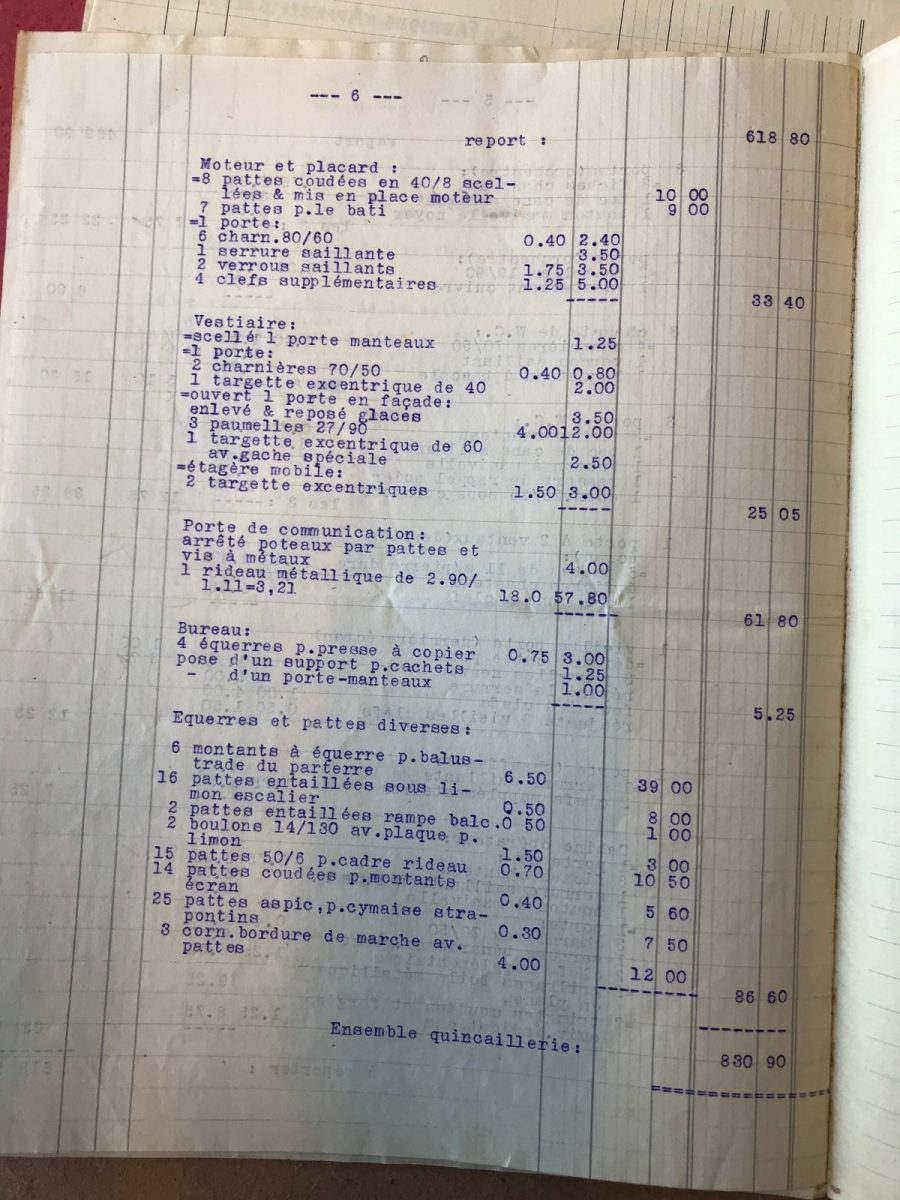 --- 6 ---
report : 618 80
Moteur et placard :
=8 pattes coudées en 40/8 scel-
lées & mis en place moteur 10 00
7 pattes p.le bati 9 00
=1 porte:
6 charn.80/60 0.40 2.40
1 serrure saillante 3.50
2 verrous saillants 1.75 3.50
4 clefs supplémentaires 1.25 5.00
-----
33 40
Vestiaire:
=scellé 1 porte manteaux 1.25
=1 porte:
2 charnières 70/50 0.40 0.80
1 targette excentrique de 40 2.00
=ouvert 1 porte en façade:
enlevé & reposé glaces 3.50
3 paumelles 27/90 4.00 12.00
1 targette excentrique de 60
av.gache spéciale 2.50
=étagère mobile:
2 targette excentriques 1.50 3.00
-----
25 05
Porte de communication:
arrêté poteaux par pattes et
vis à métaux 4.00
1 rideau métallique de 2.90/
1.11=3,21 18.0 57.80
------
61 80
Bureau:
4 équerres p.presse à copier 0.75 3.00
pose d'un support p.cachets 1.25
- d'un porte-manteaux 1.00
-----
5.25
Equerres et pattes diverses:
6 montants à équerre p.balus-
trade du parterre 6.50 39 00
16 pattes entaillées sous li-
mon escalier 0.50 8 00
2 pattes entaillées rampe balc.0 50 1 00
2 boulons 14/130 av.plaque p.
limon 1.50 3 00
15 pattes 50/6 p.cadre rideau 0.70 10 50
14 pattes coudées p.montants
écran 0.40 5 60
25 pattes aspic,p.cymaise stra-
pontins 0.30 7 50
3 corn.bordure de marche av.
pattes 4.00 12 00
---------
86 60
--------
Ensemble quincaillerie: 830 90
================